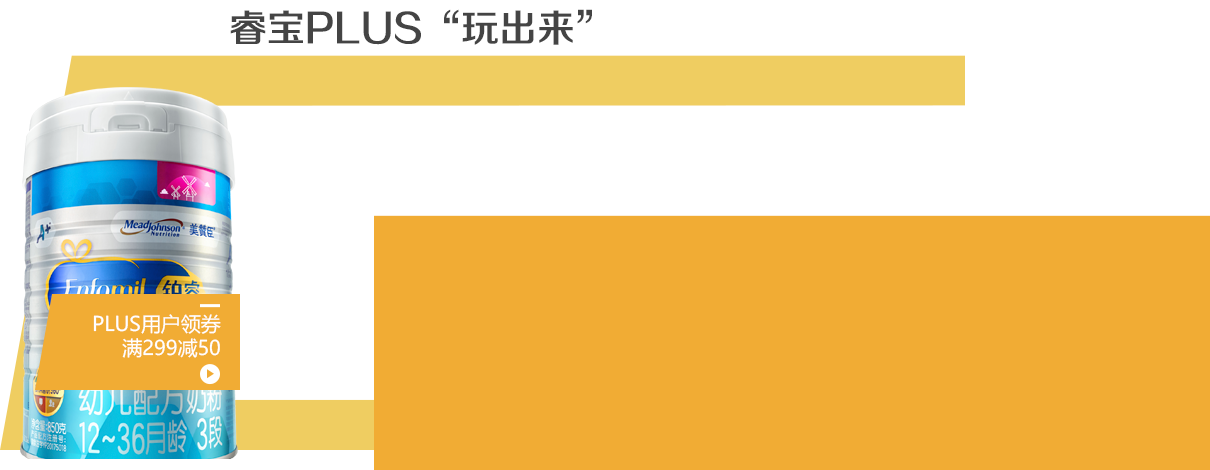 睿宝PLUS “玩出来”
A+
MeadJohnson
Nutrition
美赞臣
Enfamil 铂睿
PLUS用户领券
满299减50
幼儿配方奶粉
12~36月龄 3段
净含量:850克